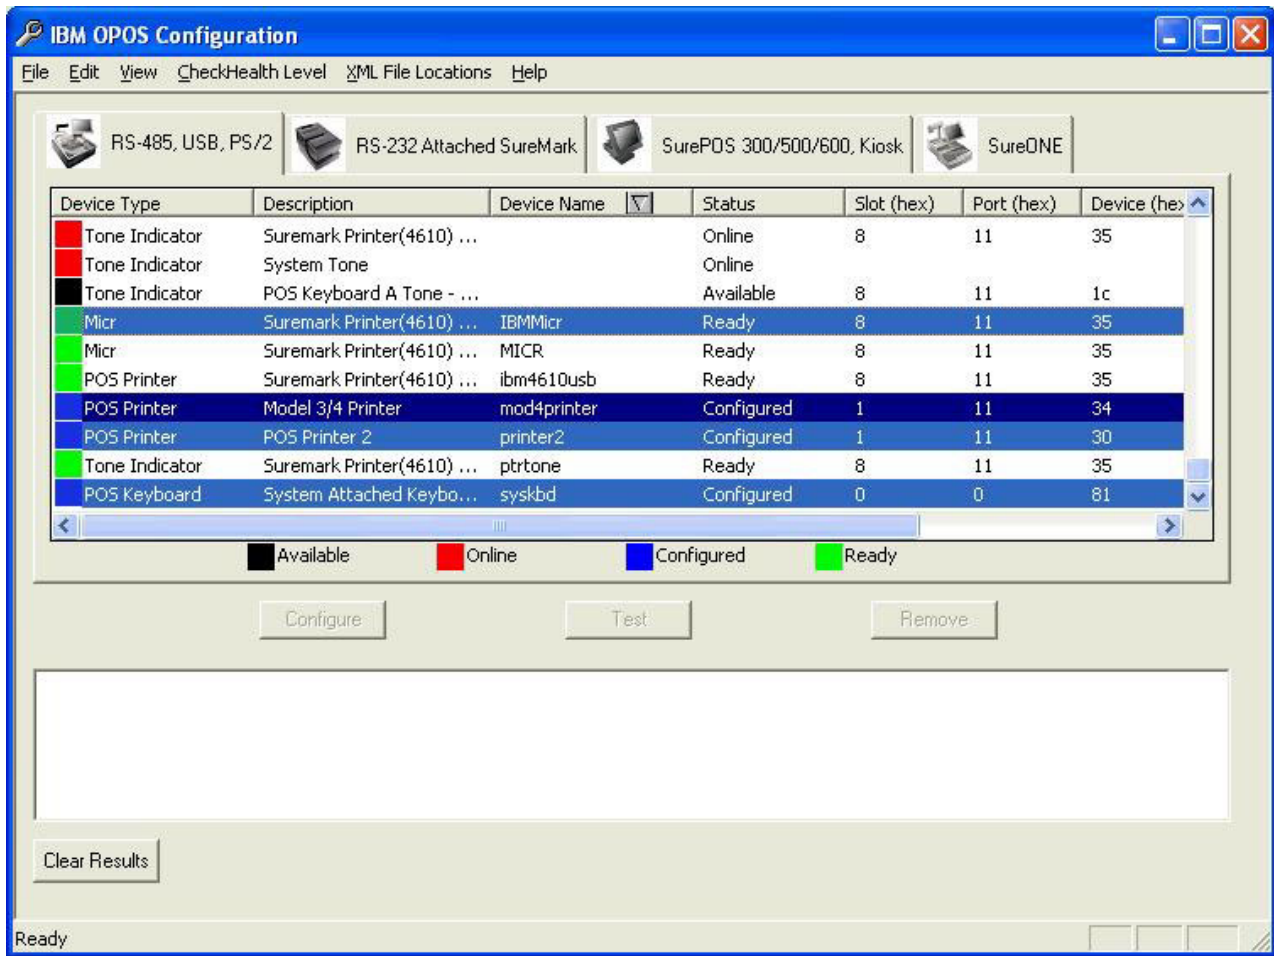 IBM OPOS Configuration
File Edit View CheckHealth Level XML File Locations Help
RS-485, USB, PS/2 RS-232 Attached SureMark SurePOS 300/500/600, Kiosk SureONE
Device Type Description Device Name Status Slot (hex) Port (hex) Device (hex
Tone Indicator Suremark Printer(4610) ... Online 8 11 35
Tone Indicator System Tone Online
Tone Indicator POS Keyboard A Tone - ... Available 8 11 1c
Micr Suremark Printer(4610) ... IBMMicr Ready 8 11 35
Micr Suremark Printer(4610) ... MICR Ready 8 11 35
POS Printer Suremark Printer(4610) ... ibm4610usb Ready 8 11 35
POS Printer Model 3/4 Printer mod4printer Configured 1 11 34
POS Printer POS Printer 2 printer2 Configured 1 11 30
Tone Indicator Suremark Printer(4610) ... ptrtone Ready 8 11 35
POS Keyboard System Attached Keybo... syskbd Configured 0 0 81
Available Online Configured Ready
Configure Test Remove
Clear Results
Ready